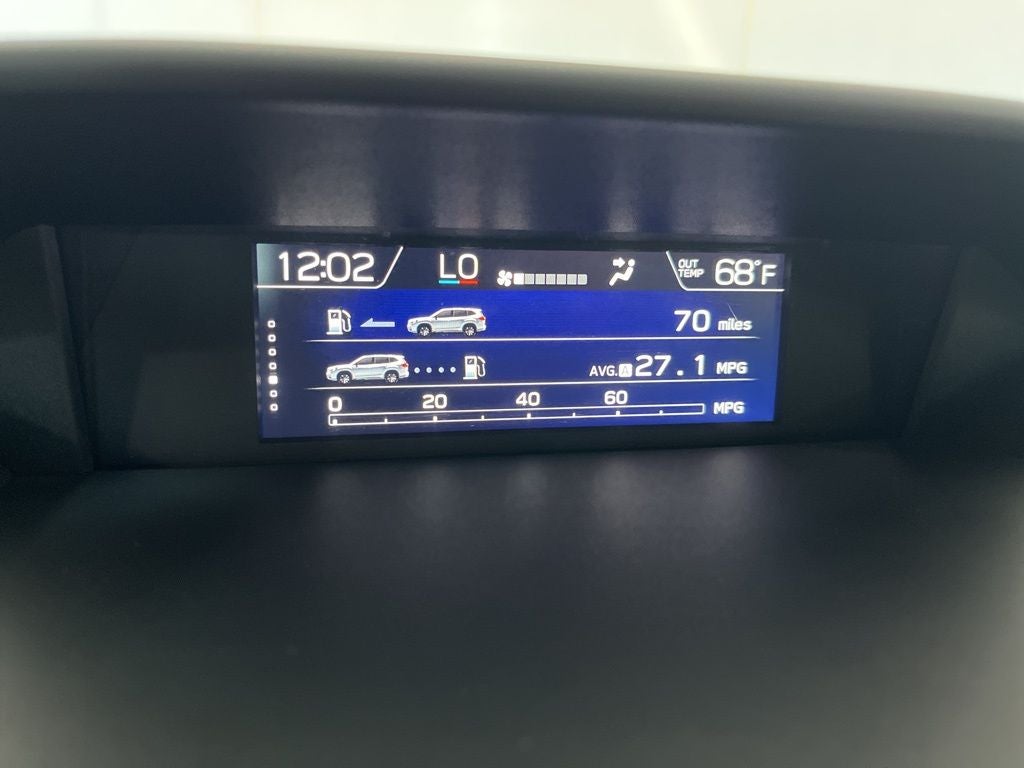 12:02 LO OUT TEMP 68°F
70 miles
AVG. A 27.1 MPG
0 20 40 60 MPG